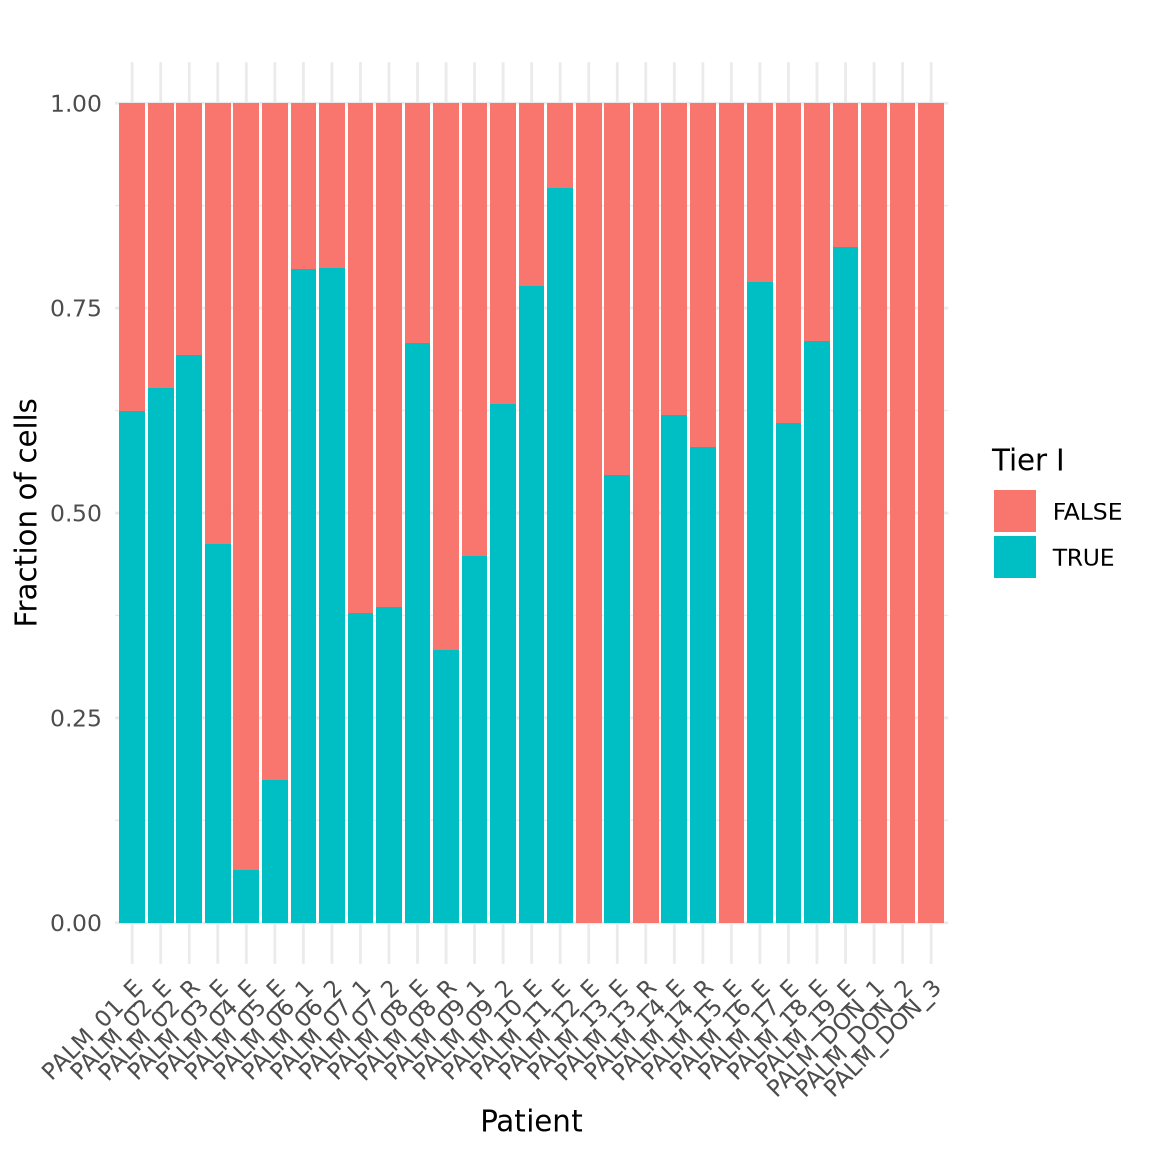 1.00
0.75
0.50
0.25
0.00
Fraction of cells
PALM_01_E
PALM_02_E
PALM_02_R
PALM_03_E
PALM_04_E
PALM_05_E
PALM_06_1
PALM_06_2
PALM_07_1
PALM_07_2
PALM_08_E
PALM_08_R
PALM_09_1
PALM_09_2
PALM_10_E
PALM_11_E
PALM_12_E
PALM_13_E
PALM_13_R
PALM_14_E
PALM_14_R
PALM_15_E
PALM_16_E
PALM_17_E
PALM_18_E
PALM_19_E
PALM_DON_1
PALM_DON_2
PALM_DON_3
Patient
Tier I
FALSE
TRUE